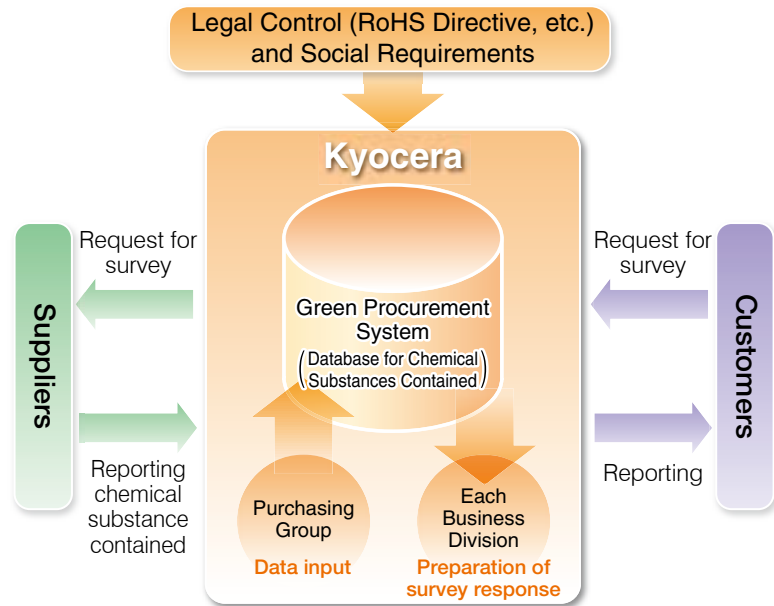 Legal Control (RoHS Directive, etc.)
and Social Requirements
Kyocera
Suppliers
Request for
survey
Reporting
chemical
substance
contained
Green Procurement
System
(Database for Chemical
Substances Contained)
Purchasing
Group
Data input
Each
Business
Division
Preparation of
survey response
Request for
survey
Reporting
Customers